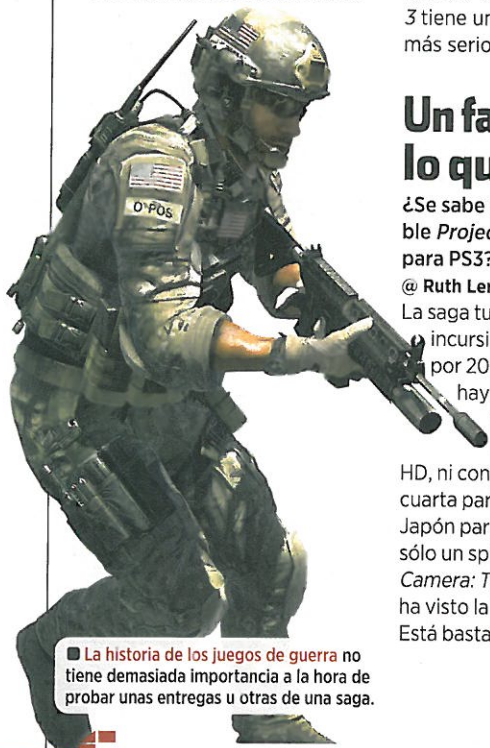 3 tiene un
más serio
Un fa
lo qu
¿Se sabe
ble Projec
para PS3?
@ Ruth Ler
La saga tu
incursi
por 20
hay
HD, ni con
cuarta par
Japón par
sólo un sp
Camera: T
ha visto la
Está basta
O POS
La historia de los juegos de guerra no
tiene demasiada importancia a la hora de
probar unas entregas u otras de una saga.